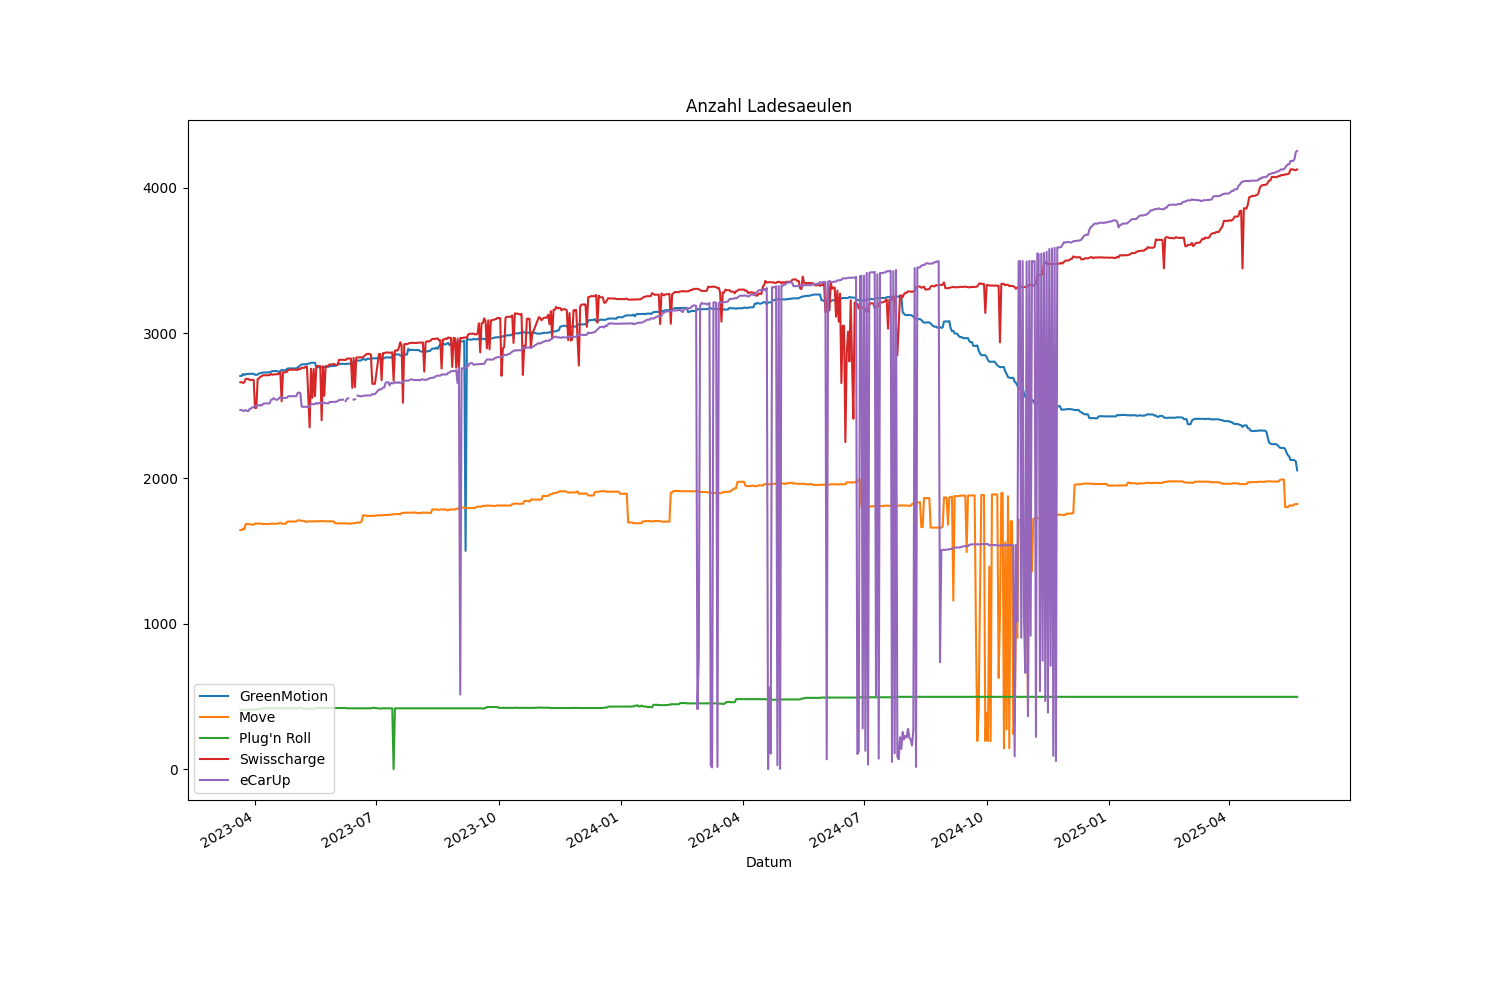 Anzahl Ladesaeulen
4000
3000
2000
1000
0
GreenMotion
Move
Plug'n Roll
Swisscharge
eCarUp
2023-04
2023-07
2023-10
2024-01
2024-04
2024-07
2024-10
2025-01
2025-04
Datum